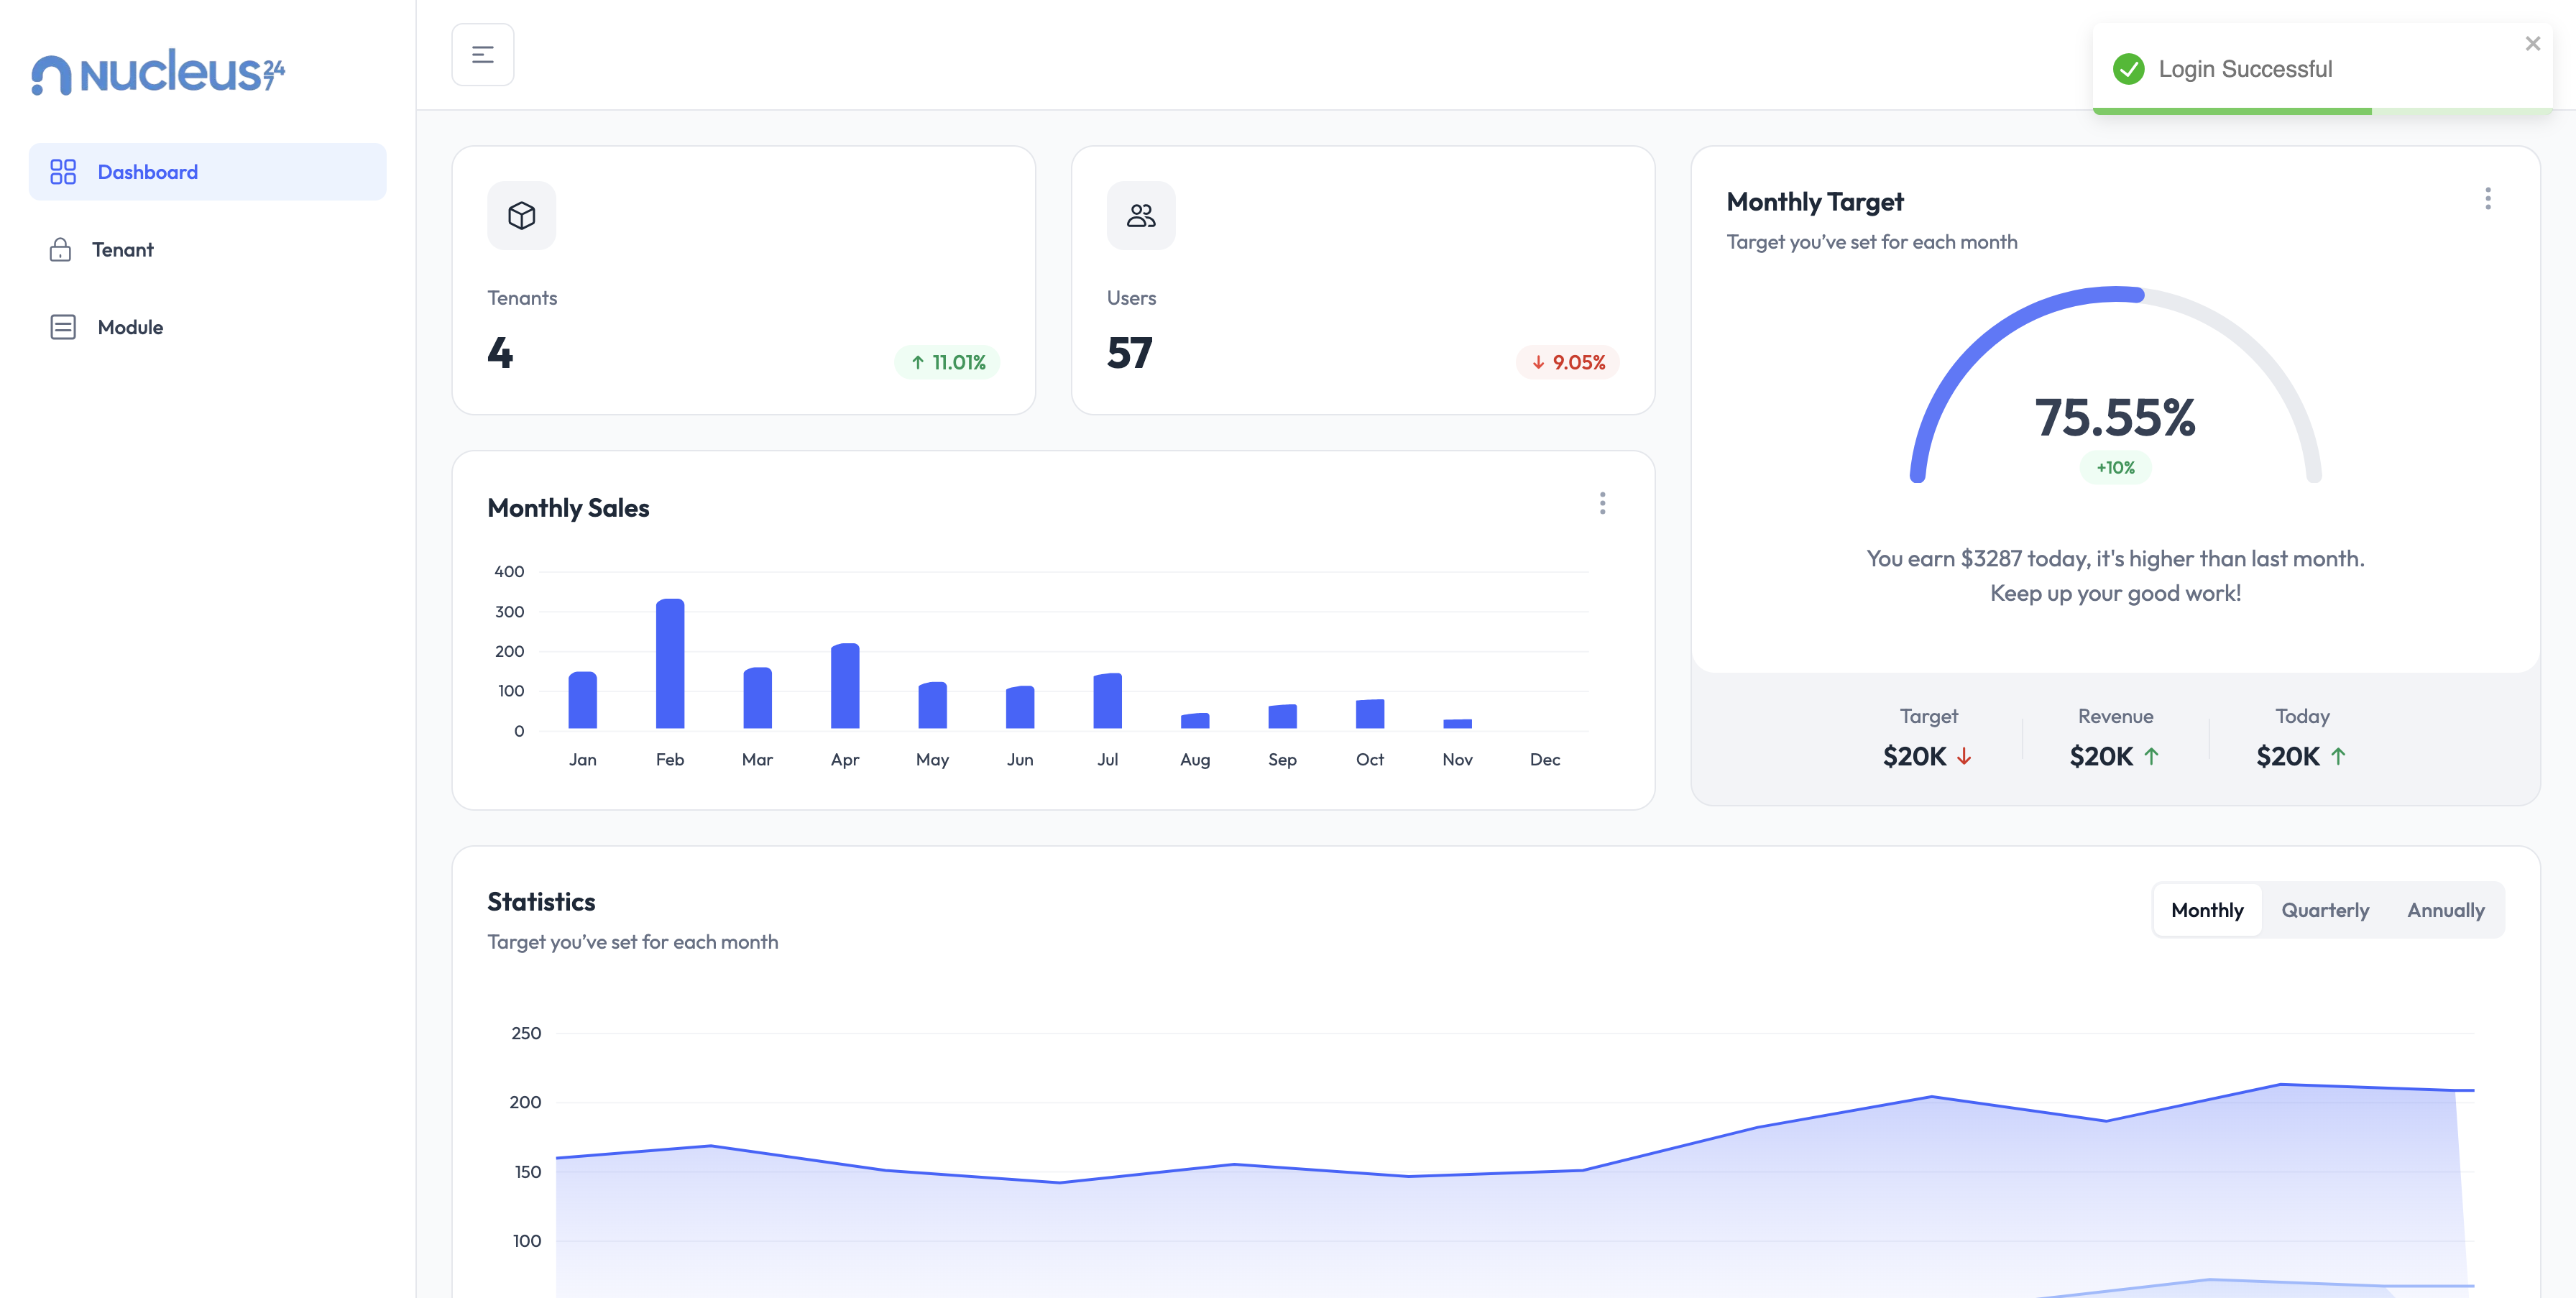 Nucleus 24/7
Login Successful
Dashboard
Tenant
Module
Tenants
4
11.01%
Users
57
9.05%
Monthly Target
Target you’ve set for each month
75.55%
+10%
You earn $3287 today, it's higher than last month.
Keep up your good work!
Target
$20K
Revenue
$20K
Today
$20K
Monthly Sales
400
300
200
100
0
Jan Feb Mar Apr May Jun Jul Aug Sep Oct Nov Dec
Statistics
Target you’ve set for each month
Monthly Quarterly Annually
250
200
150
100